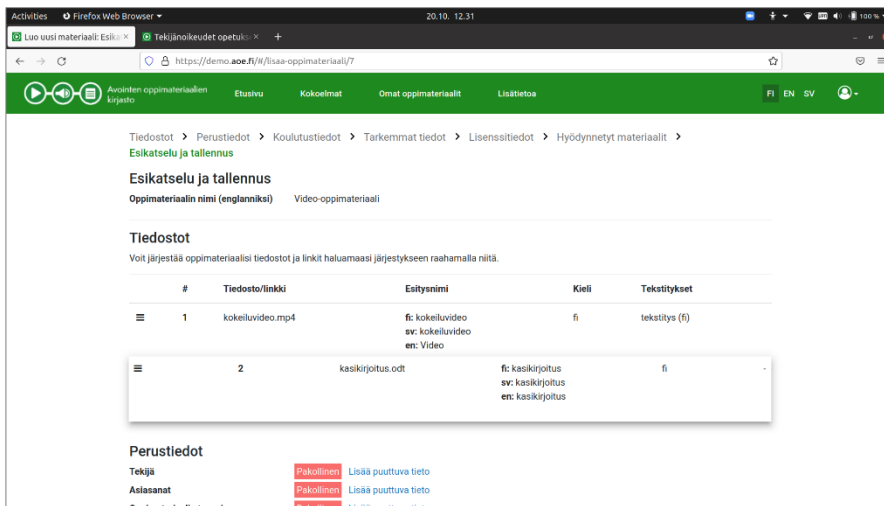 Activities Firefox Web Browser 20.10. 12.31 100 %
Luo uusi materiaali: Esika Tekijänoikeudet opetuks
https://demo.aoe.fi/#/lisaa-oppimateriaali/7
Avointen oppimateriaalien
kirjasto
Etusivu Kokoelmat Omat oppimateriaalit Lisätietoa FI EN SV
Tiedostot > Perustiedot > Koulutustiedot > Tarkemmat tiedot > Lisenssitiedot > Hyödynnetyt materiaalit >
Esikatselu ja tallennus
Esikatselu ja tallennus
Oppimateriaalin nimi (englanniksi) Video-oppimateriaali
Tiedostot
Voit järjestää oppimateriaalisi tiedostot ja linkit haluamaasi järjestykseen raahamalla niitä.
# Tiedosto/linkki Esitysnimi Kieli Tekstitykset
1 kokeiluvideo.mp4 fi: kokeiluvideo fi tekstitys (fi)
sv: kokeiluvideo
en: Video
2 kasikirjoitus.odt fi: kasikirjoitus fi -
sv: kasikirjoitus
en: kasikirjoitus
Perustiedot
Tekijä Pakollinen Lisää puuttuva tieto
Asiasanat Pakollinen Lisää puuttuva tieto